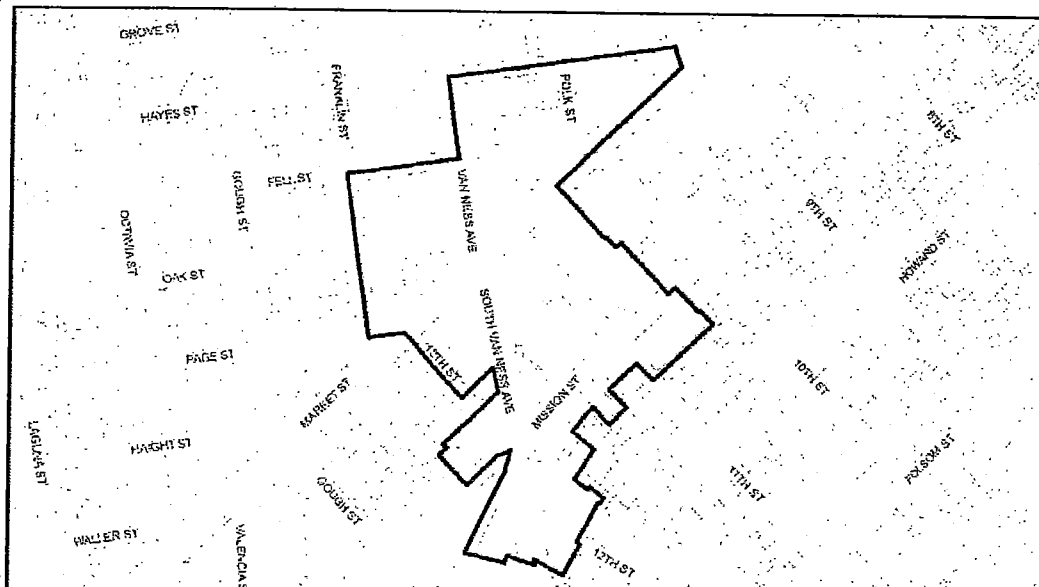 GROVE ST
HAYES ST
FRANKLIN ST
POLK ST
8TH ST
FELL ST
GOUGH ST
VAN NESS AVE
9TH ST
OCTAVIA ST
OAK ST
HOWARD ST
SOUTH VAN NESS AVE
PAGE ST
12TH ST
10TH ST
MARKET ST
MISSION ST
LAGUNA ST
HAIGHT ST
11TH ST
FOLSOM ST
GOUGH ST
WALLER ST
VALENCIA S
12TH ST